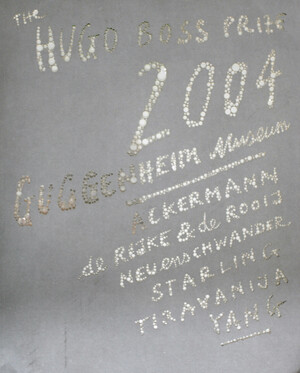 THE
HUGO BOSS PRIZE
2004
GUGGENHEIM MUSEUM
ACKERMANN
de RIJKE & de ROOIJ
NEUENSCHWANDER
STARLING
TIRAVANIJA
YANG